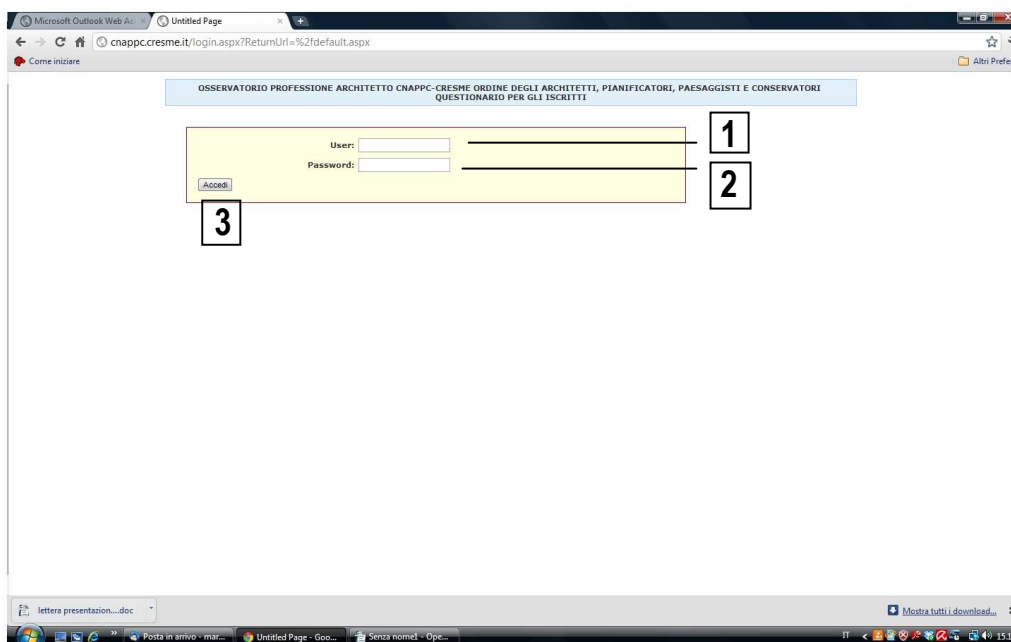 Microsoft Outlook Web Ac
Untitled Page
cnappc.cresme.it/login.aspx?ReturnUrl=%2fdefault.aspx
Come iniziare
Altri Prefe
OSSERVATORIO PROFESSIONE ARCHITETTO CNAPPC-CRESME ORDINE DEGLI ARCHITETTI, PIANIFICATORI, PAESAGGISTI E CONSERVATORI
QUESTIONARIO PER GLI ISCRITTI
User:
1
Password:
2
Accedi
3
lettera presentazion....doc
Mostra tutti i download...
Posta in arrivo - mar...
Untitled Page - Goo...
Senza nome1 - Ope...
IT
15.1